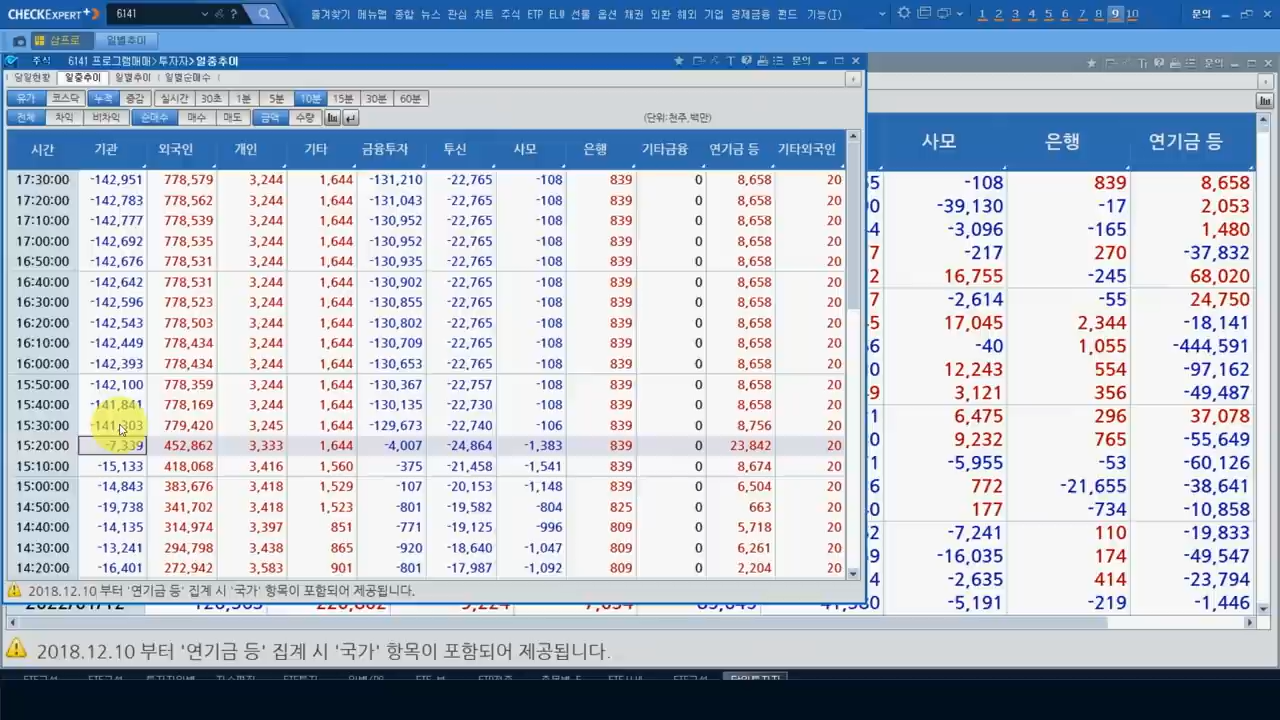 CHECK EXPERT+ 6141 즐겨찾기 메뉴맵 종합 뉴스 관심 차트 주식 ETP ELW 선물 옵션 채권 외환 해외 기업 경제금융 펀드 기능(I) 1 2 3 4 5 6 7 8 9 10 문의
삼프로 일별추이
주식 6141 프로그램매매>투자자>일중추이 문의
당일현황 일중추이 일별추이 일별순매수
유가 코스닥 누적 증감 실시간 30초 1분 5분 10분 15분 30분 60분
전체 차익 비차익 순매수 매수 매도 금액 수량 (단위:천주,백만)
시간 기관 외국인 개인 기타 금융투자 투신 사모 은행 기타금융 연기금 등 기타외국인
17:30:00 -142,951 778,579 3,244 1,644 -131,210 -22,765 -108 839 0 8,658 20
17:20:00 -142,783 778,562 3,244 1,644 -131,043 -22,765 -108 839 0 8,658 20
17:10:00 -142,777 778,539 3,244 1,644 -130,952 -22,765 -108 839 0 8,658 20
17:00:00 -142,692 778,535 3,244 1,644 -130,952 -22,765 -108 839 0 8,658 20
16:50:00 -142,676 778,531 3,244 1,644 -130,935 -22,765 -108 839 0 8,658 20
16:40:00 -142,642 778,531 3,244 1,644 -130,902 -22,765 -108 839 0 8,658 20
16:30:00 -142,596 778,523 3,244 1,644 -130,855 -22,765 -108 839 0 8,658 20
16:20:00 -142,543 778,503 3,244 1,644 -130,802 -22,765 -108 839 0 8,658 20
16:10:00 -142,449 778,434 3,244 1,644 -130,709 -22,765 -108 839 0 8,658 20
16:00:00 -142,393 778,434 3,244 1,644 -130,653 -22,765 -108 839 0 8,658 20
15:50:00 -142,100 778,359 3,244 1,644 -130,367 -22,757 -108 839 0 8,658 20
15:40:00 -141,841 778,169 3,244 1,644 -130,135 -22,730 -108 839 0 8,658 20
15:30:00 -141,303 779,420 3,245 1,644 -129,673 -22,740 -106 839 0 8,756 20
15:20:00 -7,339 452,862 3,333 1,644 -4,007 -24,864 -1,383 839 0 23,842 20
15:10:00 -15,133 418,068 3,416 1,560 -375 -21,458 -1,541 839 0 8,674 20
15:00:00 -14,843 383,676 3,418 1,529 -107 -20,153 -1,148 839 0 6,504 20
14:50:00 -19,738 341,702 3,418 1,523 -801 -19,582 -804 825 0 663 20
14:40:00 -14,135 314,974 3,397 851 -771 -19,125 -996 809 0 5,718 20
14:30:00 -13,241 294,798 3,438 865 -920 -18,640 -1,047 809 0 6,261 20
14:20:00 -16,401 272,942 3,583 901 -801 -17,987 -1,092 809 0 2,204 20
2018.12.10 부터 '연기금 등' 집계 시 '국가' 항목이 포함되어 제공됩니다.
문의
사모 은행 연기금 등
-108 839 8,658
-39,130 -17 2,053
-3,096 -165 1,480
-217 270 -37,832
16,755 -245 68,020
-2,614 -55 24,750
17,045 2,344 -18,141
-40 1,055 -444,591
12,243 554 -97,162
3,121 356 -49,487
6,475 296 37,078
9,232 765 -55,649
-5,955 -53 -60,126
772 -21,655 -38,641
177 -734 -10,858
-7,241 110 -19,833
-16,035 174 -49,547
-2,635 414 -23,794
-5,191 -219 -1,446
2018.12.10 부터 '연기금 등' 집계 시 '국가' 항목이 포함되어 제공됩니다.